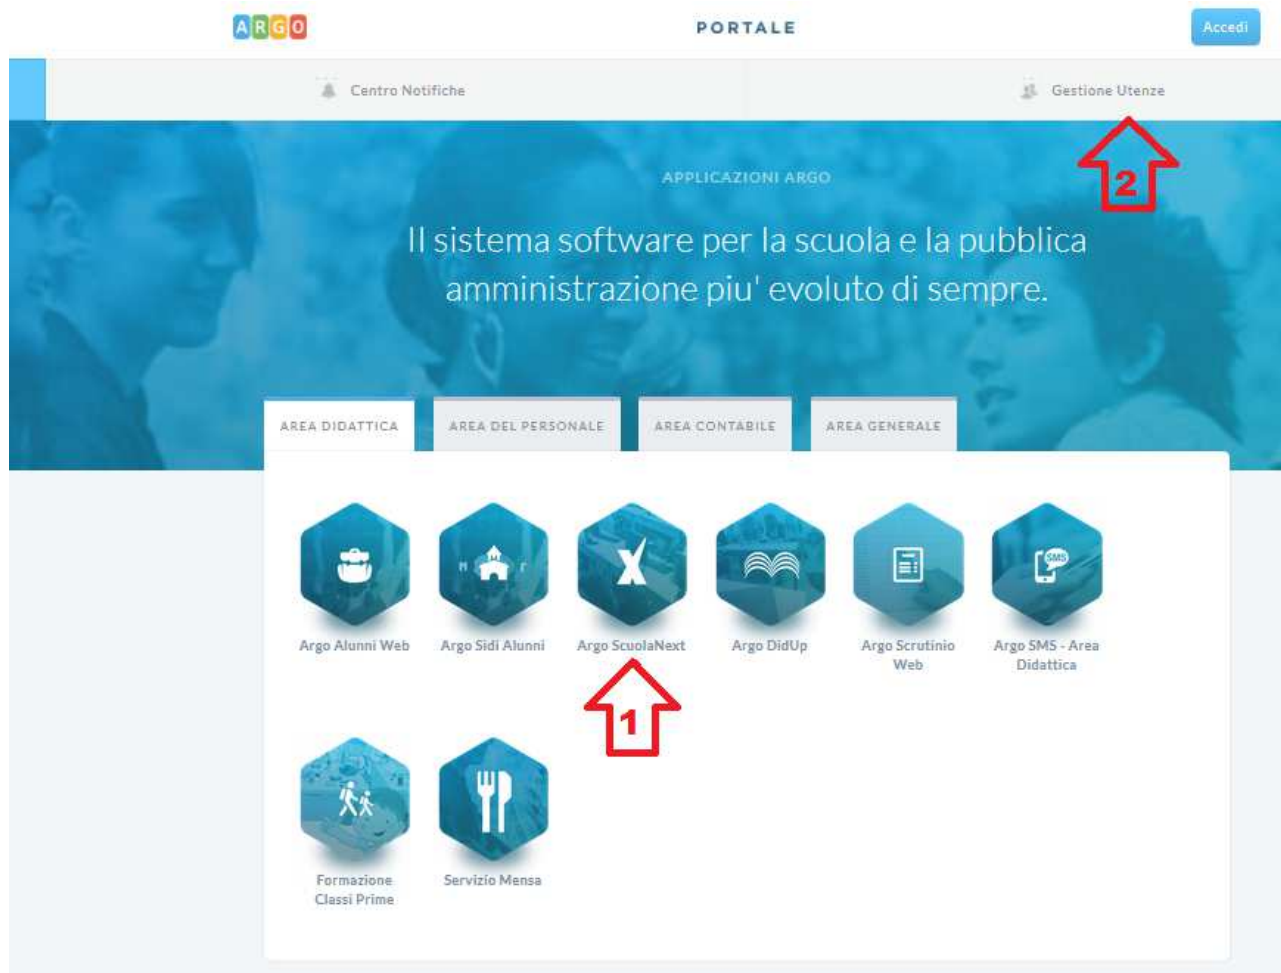 ARGO
PORTALE
Accedi
Centro Notifiche
Gestione Utenze
2
APPLICAZIONI ARGO
Il sistema software per la scuola e la pubblica
amministrazione piu' evoluto di sempre.
AREA DIDATTICA
AREA DEL PERSONALE
AREA CONTABILE
AREA GENERALE
SMS
Argo Alunni Web
Argo Sidi Alunni
Argo ScuolaNext
Argo DidUp
Argo Scrutinio
Web
Argo SMS - Area
Didattica
1
Formazione
Classi Prime
Servizio Mensa